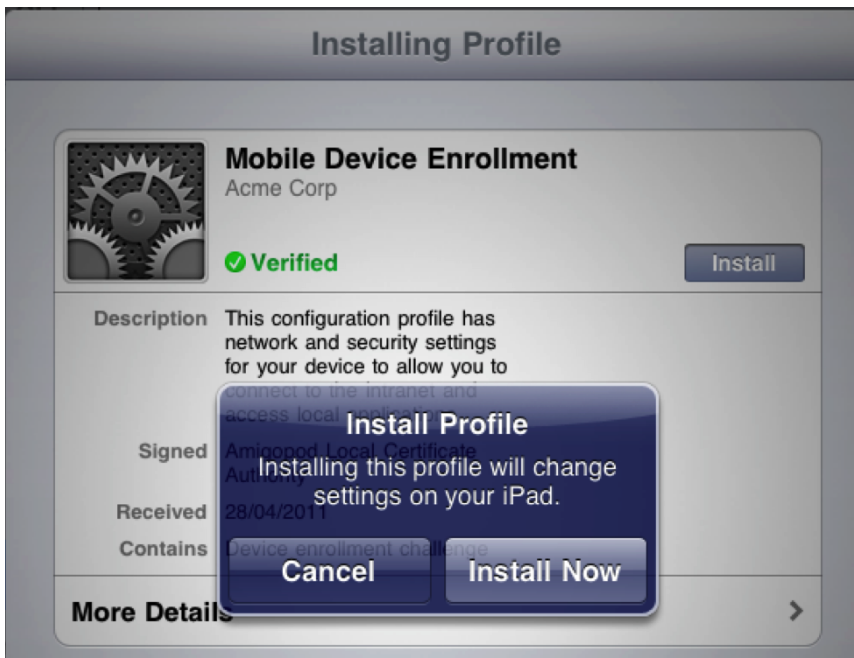 Installing Profile
Mobile Device Enrollment
Acme Corp
Verified
Install
Description This configuration profile has
network and security settings
for your device to allow you to
connect to the intranet and
access local
Install Profile
Signed Amigopod Local Certificate
Authority
Installing this profile will change
settings on your iPad.
Received 28/04/2011
Contains Device enrollment challenge
Cancel
Install Now
More Details